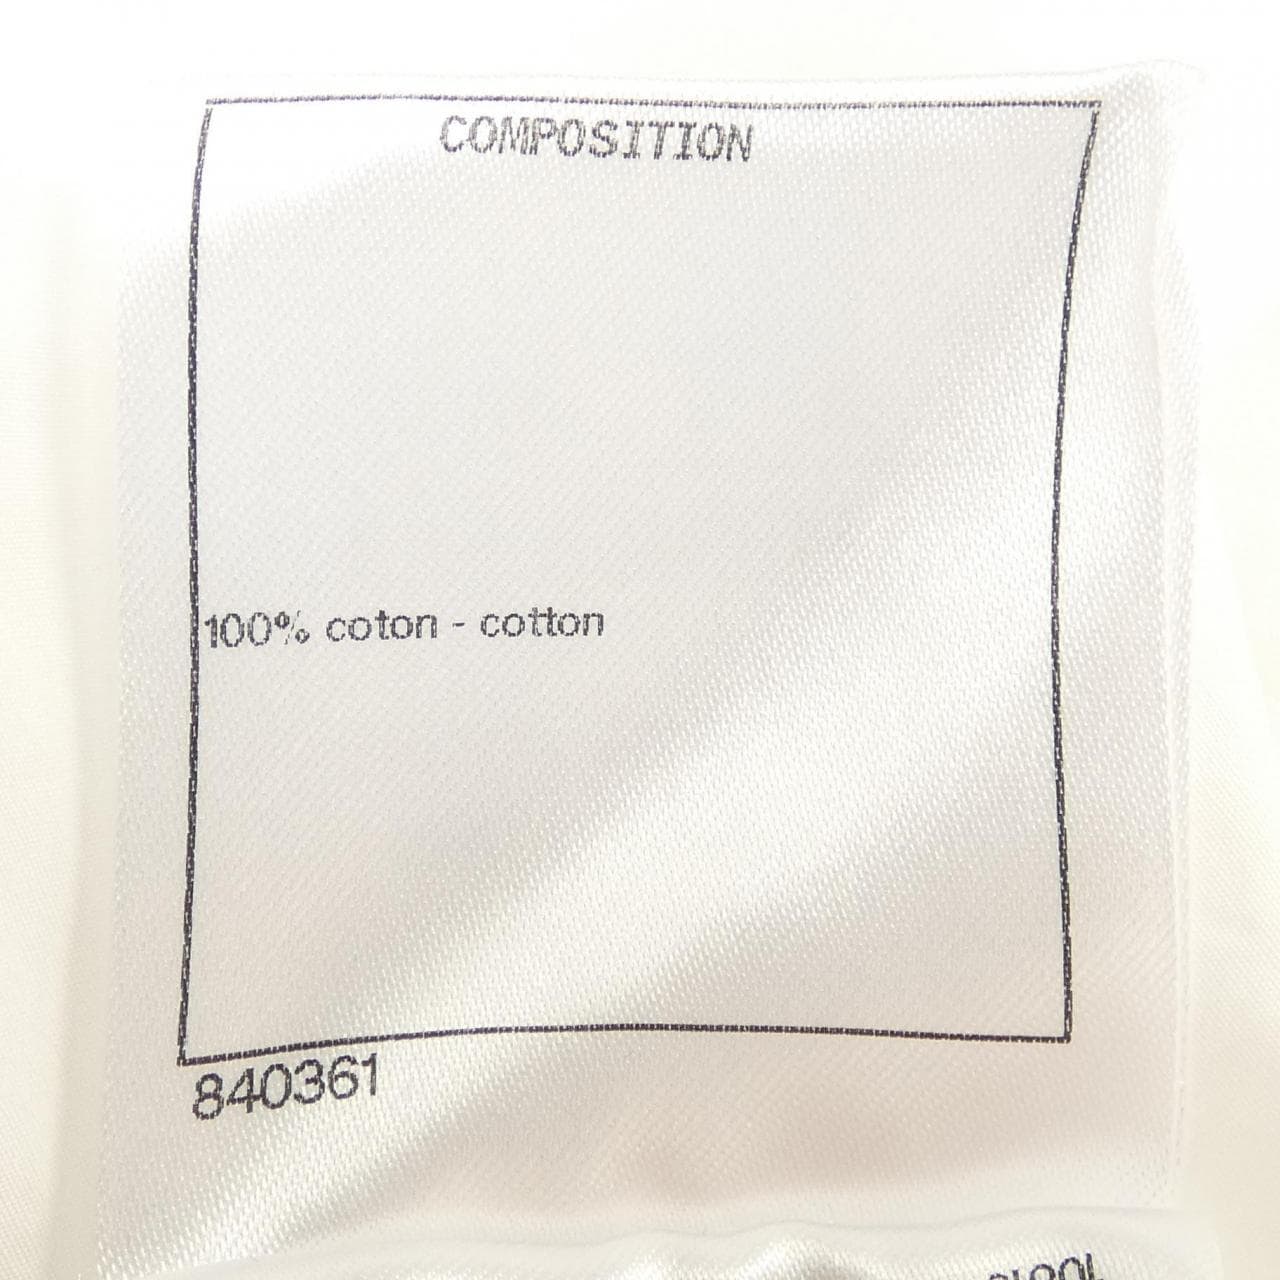 COMPOSITION
100% coton - cotton
840361